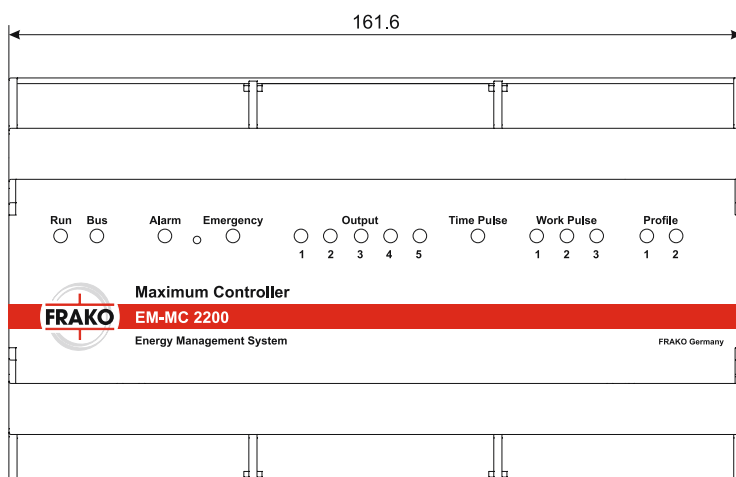 161.6
Run Bus Alarm Emergency Output Time Pulse Work Pulse Profile
1 2 3 4 5 1 2 3 1 2
Maximum Controller
FRAKO EM-MC 2200
Energy Management System FRAKO Germany